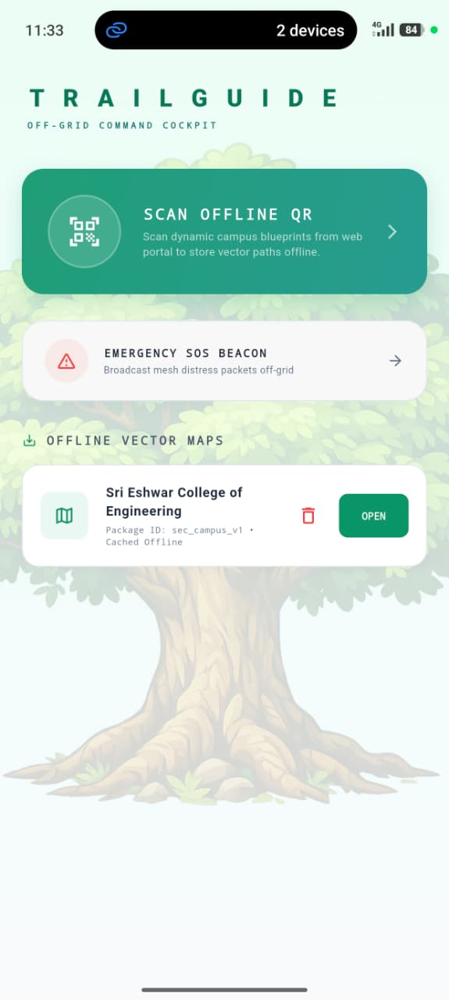 11:33
2 devices
4G
84
TRAILGUIDE
OFF-GRID COMMAND COCKPIT
SCAN OFFLINE QR
Scan dynamic campus blueprints from web
portal to store vector paths offline.
EMERGENCY SOS BEACON
Broadcast mesh distress packets off-grid
OFFLINE VECTOR MAPS
Sri Eshwar College of
Engineering
Package ID: sec_campus_v1 •
Cached Offline
OPEN